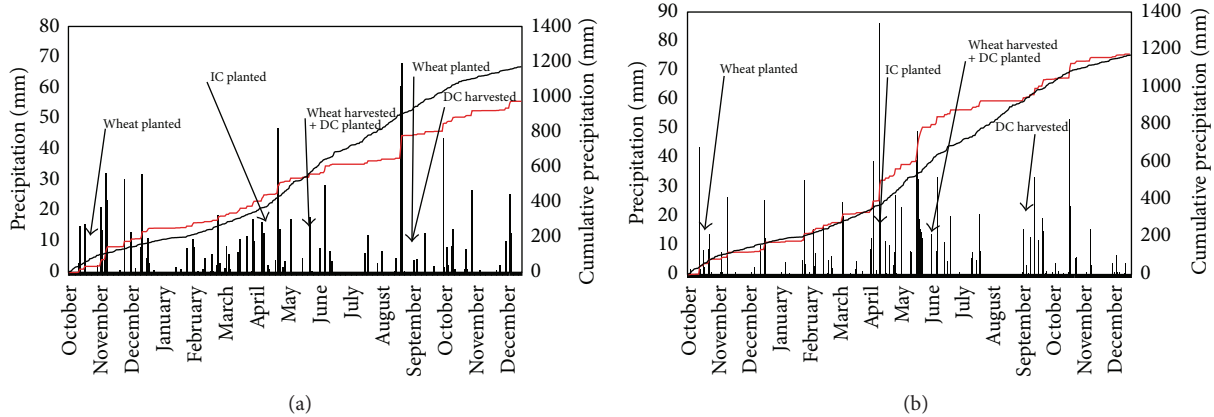 80
70
60
50
40
30
20
10
0
Precipitation (mm)
1400
1200
1000
800
600
400
200
0
Cumulative precipitation (mm)
Wheat planted
IC planted
Wheat harvested
+ DC planted
Wheat planted
DC harvested
October
November
December
January
February
March
April
May
June
July
August
September
October
November
December
(a)
90
80
70
60
50
40
30
20
10
0
Precipitation (mm)
1400
1200
1000
800
600
400
200
0
Cumulative precipitation (mm)
Wheat planted
IC planted
Wheat harvested
+ DC planted
DC harvested
October
November
December
January
February
March
April
May
June
July
August
September
October
November
December
(b)